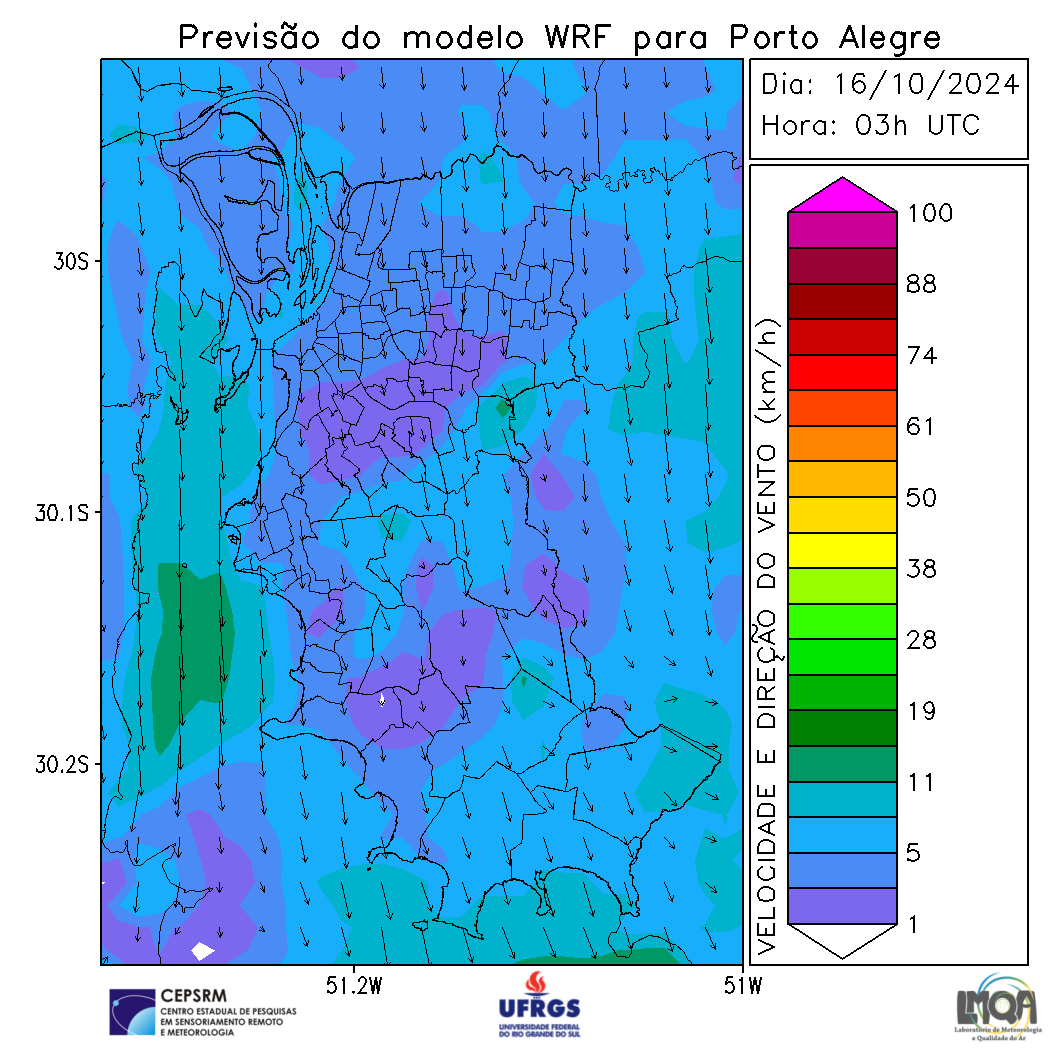 Previsão do modelo WRF para Porto Alegre
Dia: 16/10/2024
Hora: 03h UTC
30S
30.1S
30.2S
51.2W
51W
VELOCIDADE E DIREÇÃO DO VENTO (km/h)
100
88
74
61
50
38
28
19
11
5
1
CEPSRM
CENTRO ESTADUAL DE PESQUISAS
EM SENSORIAMENTO REMOTO
E METEOROLOGIA
UFRGS
UNIVERSIDADE FEDERAL
DO RIO GRANDE DO SUL
LMQA
Laboratório de Meteorologia
e Qualidade do Ar